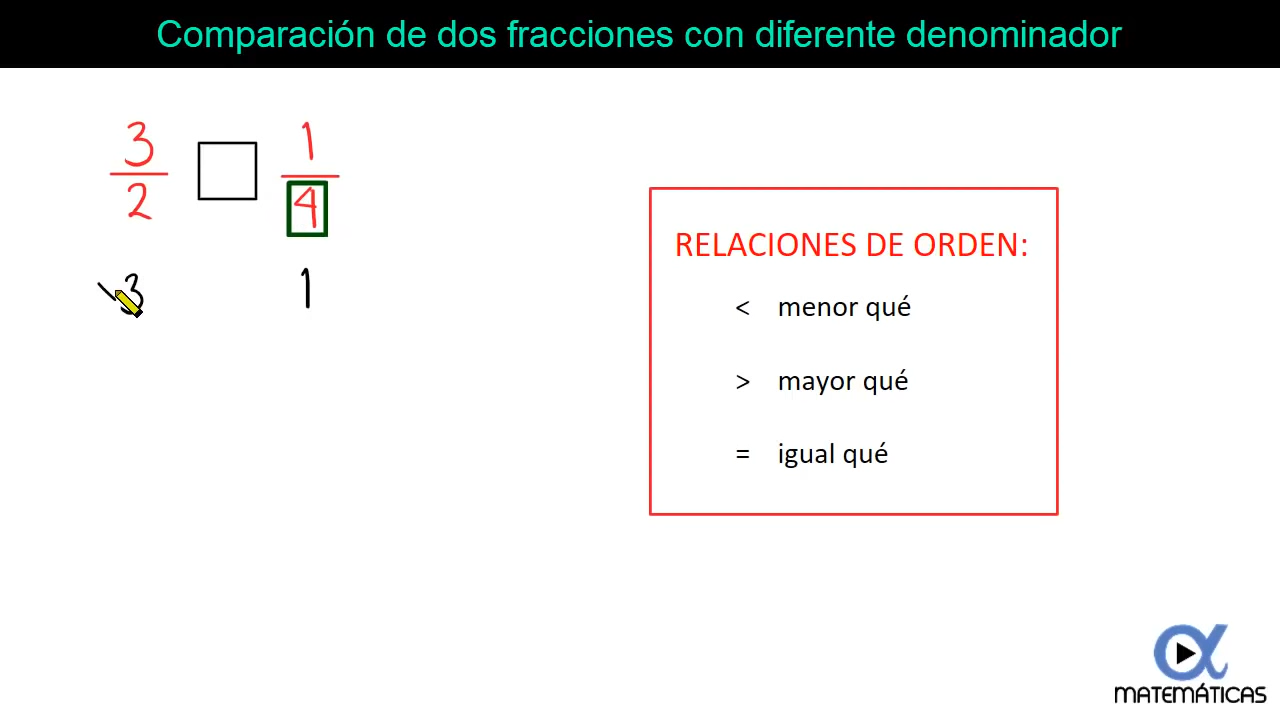 Comparación de dos fracciones con diferente denominador
3 1
2 4
3 1
RELACIONES DE ORDEN:
< menor qué
> mayor qué
= igual qué
MATEMÁTICAS